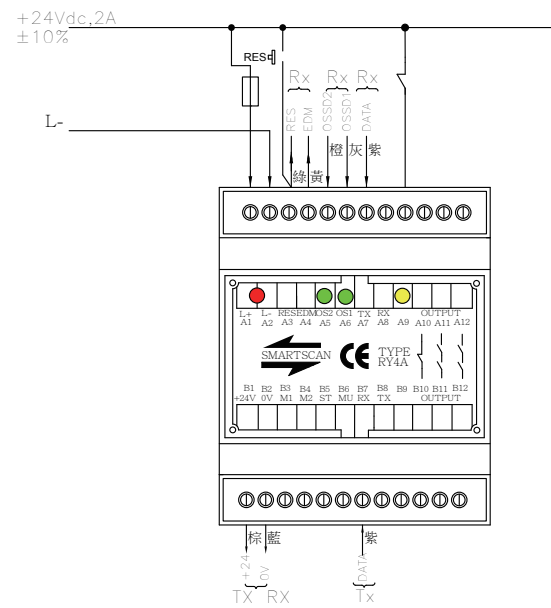 +24Vdc,2A
±10%
RES
L-
Rx Rx Rx
RES EDM OSSD2 OSSD1 DATA
綠 黃 橙 灰 紫
L+ L- RES EDM OS2 OS1 TX RX OUTPUT
A1 A2 A3 A4 A5 A6 A7 A8 A9 A10 A11 A12
SMARTSCAN CE TYPE
RY4A
B1 B2 B3 B4 B5 B6 B7 B8 B9 B10 B11 B12
+24V 0V M1 M2 ST MU RX TX OUTPUT
棕 藍 紫
+24 0V DATA
TX RX Tx